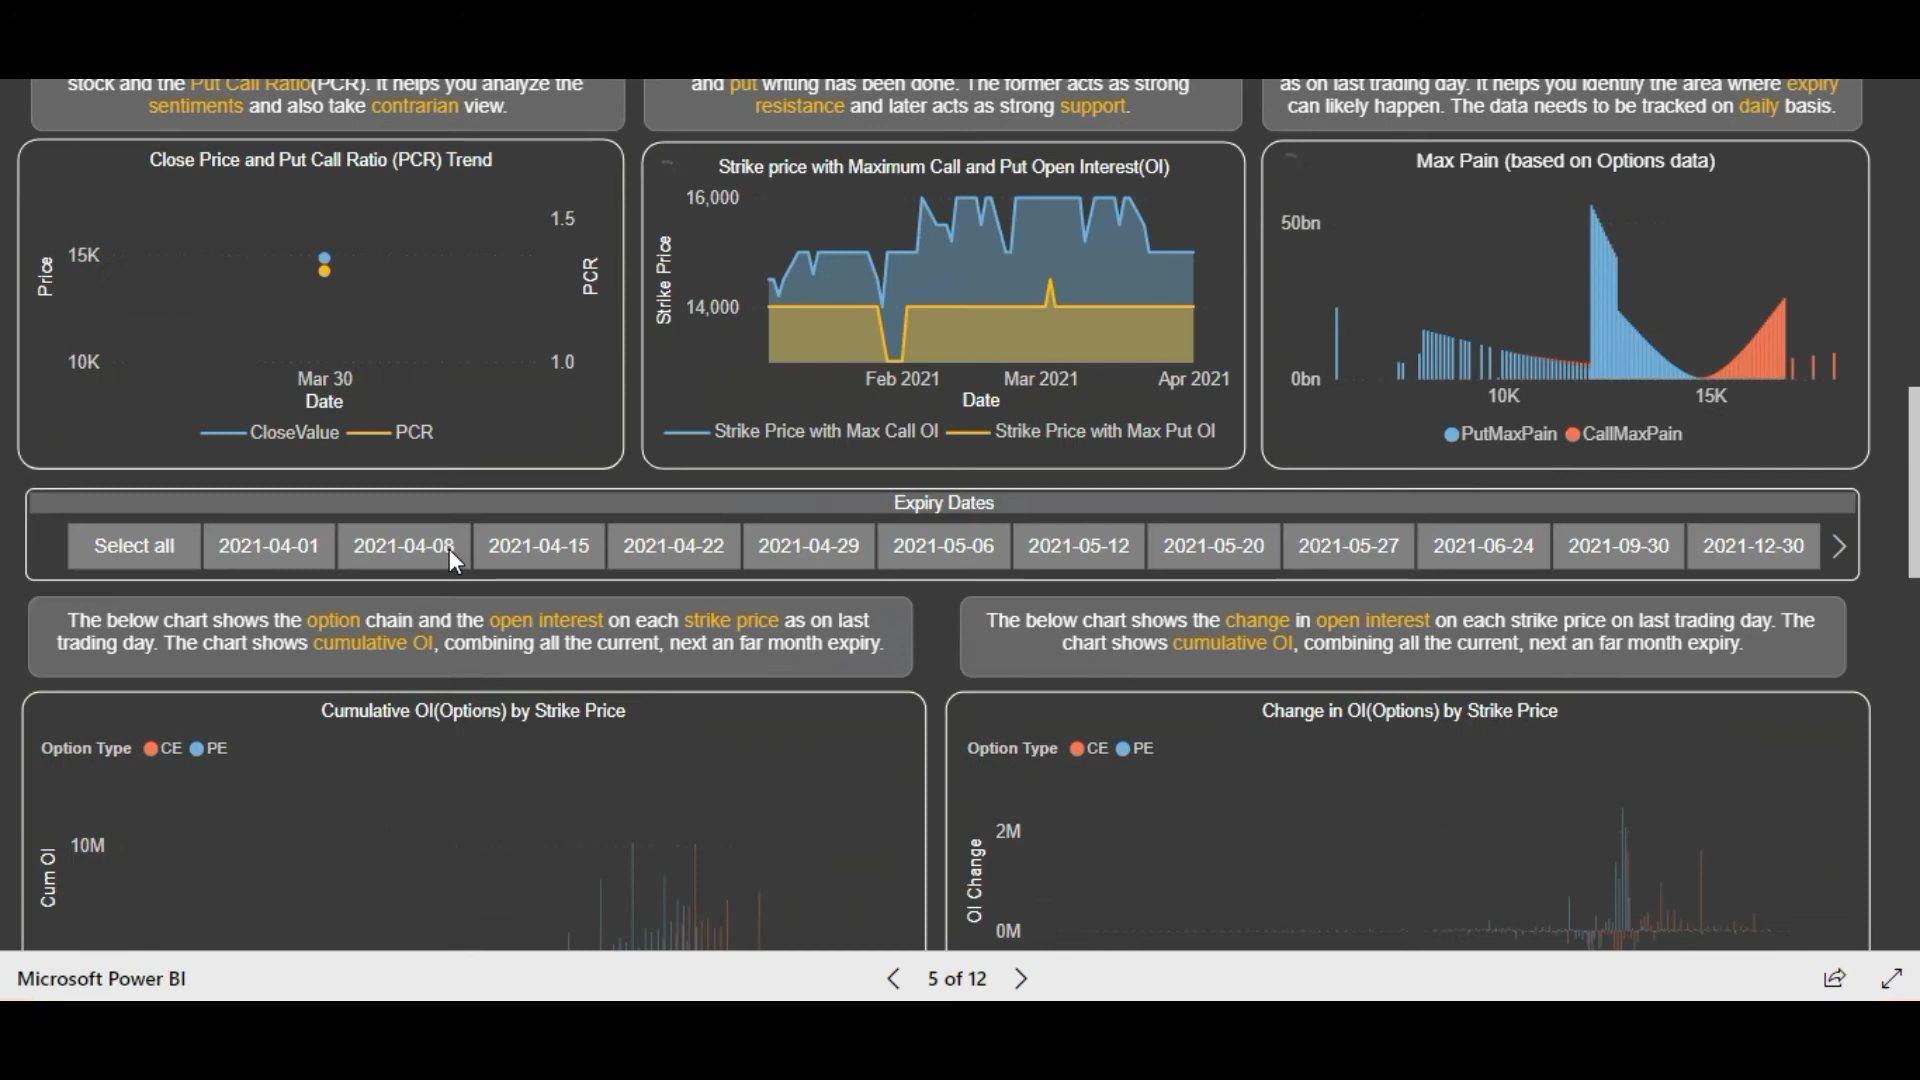 stock and the Put Call Ratio(PCR). It helps you analyze the
sentiments and also take contrarian view.
and put writing has been done. The former acts as strong
resistance and later acts as strong support.
as on last trading day. It helps you identify the area where expiry
can likely happen. The data needs to be tracked on daily basis.
Close Price and Put Call Ratio (PCR) Trend
1.5
15K
Price
PCR
10K
1.0
Mar 30
Date
CloseValue
PCR
Strike price with Maximum Call and Put Open Interest(OI)
16,000
Strike Price
14,000
Feb 2021
Mar 2021
Apr 2021
Date
Strike Price with Max Call OI
Strike Price with Max Put OI
Max Pain (based on Options data)
50bn
0bn
10K
15K
PutMaxPain
CallMaxPain
Expiry Dates
Select all
2021-04-01
2021-04-08
2021-04-15
2021-04-22
2021-04-29
2021-05-06
2021-05-12
2021-05-20
2021-05-27
2021-06-24
2021-09-30
2021-12-30
The below chart shows the option chain and the open interest on each strike price as on last
trading day. The chart shows cumulative OI, combining all the current, next an far month expiry.
The below chart shows the change in open interest on each strike price on last trading day. The
chart shows cumulative OI, combining all the current, next an far month expiry.
Cumulative OI(Options) by Strike Price
Option Type CE PE
10M
Cum OI
Change in OI(Options) by Strike Price
Option Type CE PE
2M
OI Change
0M
Microsoft Power BI
5 of 12